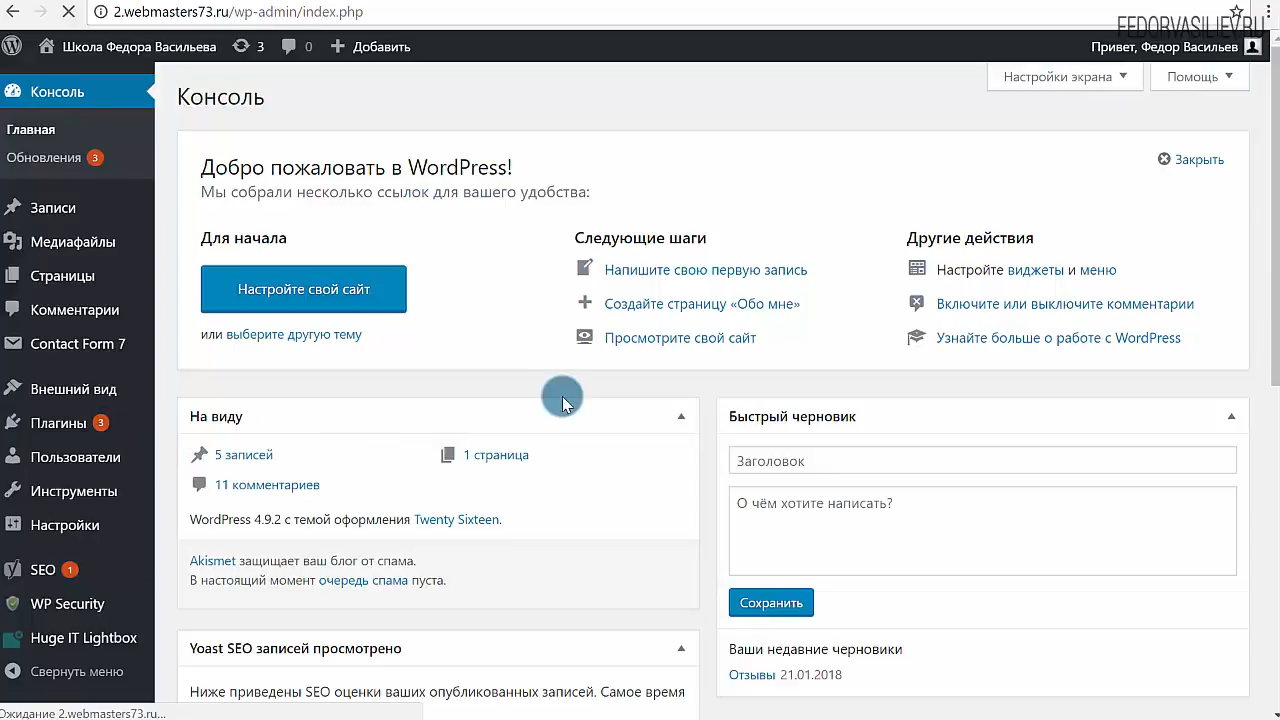 2.webmasters73.ru/wp-admin/index.php
FEDORVASILIEV.RU
Школа Федора Васильева 3 0 Добавить
Привет, Федор Васильев
Консоль
Главная
Обновления 3
Записи
Медиафайлы
Страницы
Комментарии
Contact Form 7
Внешний вид
Плагины 3
Пользователи
Инструменты
Настройки
SEO 1
WP Security
Huge IT Lightbox
Свернуть меню
Ожидание 2.webmasters73.ru...
Настройки экрана
Помощь
Консоль
Добро пожаловать в WordPress!
Закрыть
Мы собрали несколько ссылок для вашего удобства:
Для начала
Настройте свой сайт
или выберите другую тему
Следующие шаги
Напишите свою первую запись
Создайте страницу «Обо мне»
Просмотрите свой сайт
Другие действия
Настройте виджеты и меню
Включите или выключите комментарии
Узнайте больше о работе с WordPress
На виду
5 записей
1 страница
11 комментариев
WordPress 4.9.2 с темой оформления Twenty Sixteen.
Akismet защищает ваш блог от спама.
В настоящий момент очередь спама пуста.
Yoast SEO записей просмотрено
Ниже приведены SEO оценки ваших опубликованных записей. Самое время
Быстрый черновик
Заголовок
О чём хотите написать?
Сохранить
Ваши недавние черновики
Отзывы 21.01.2018